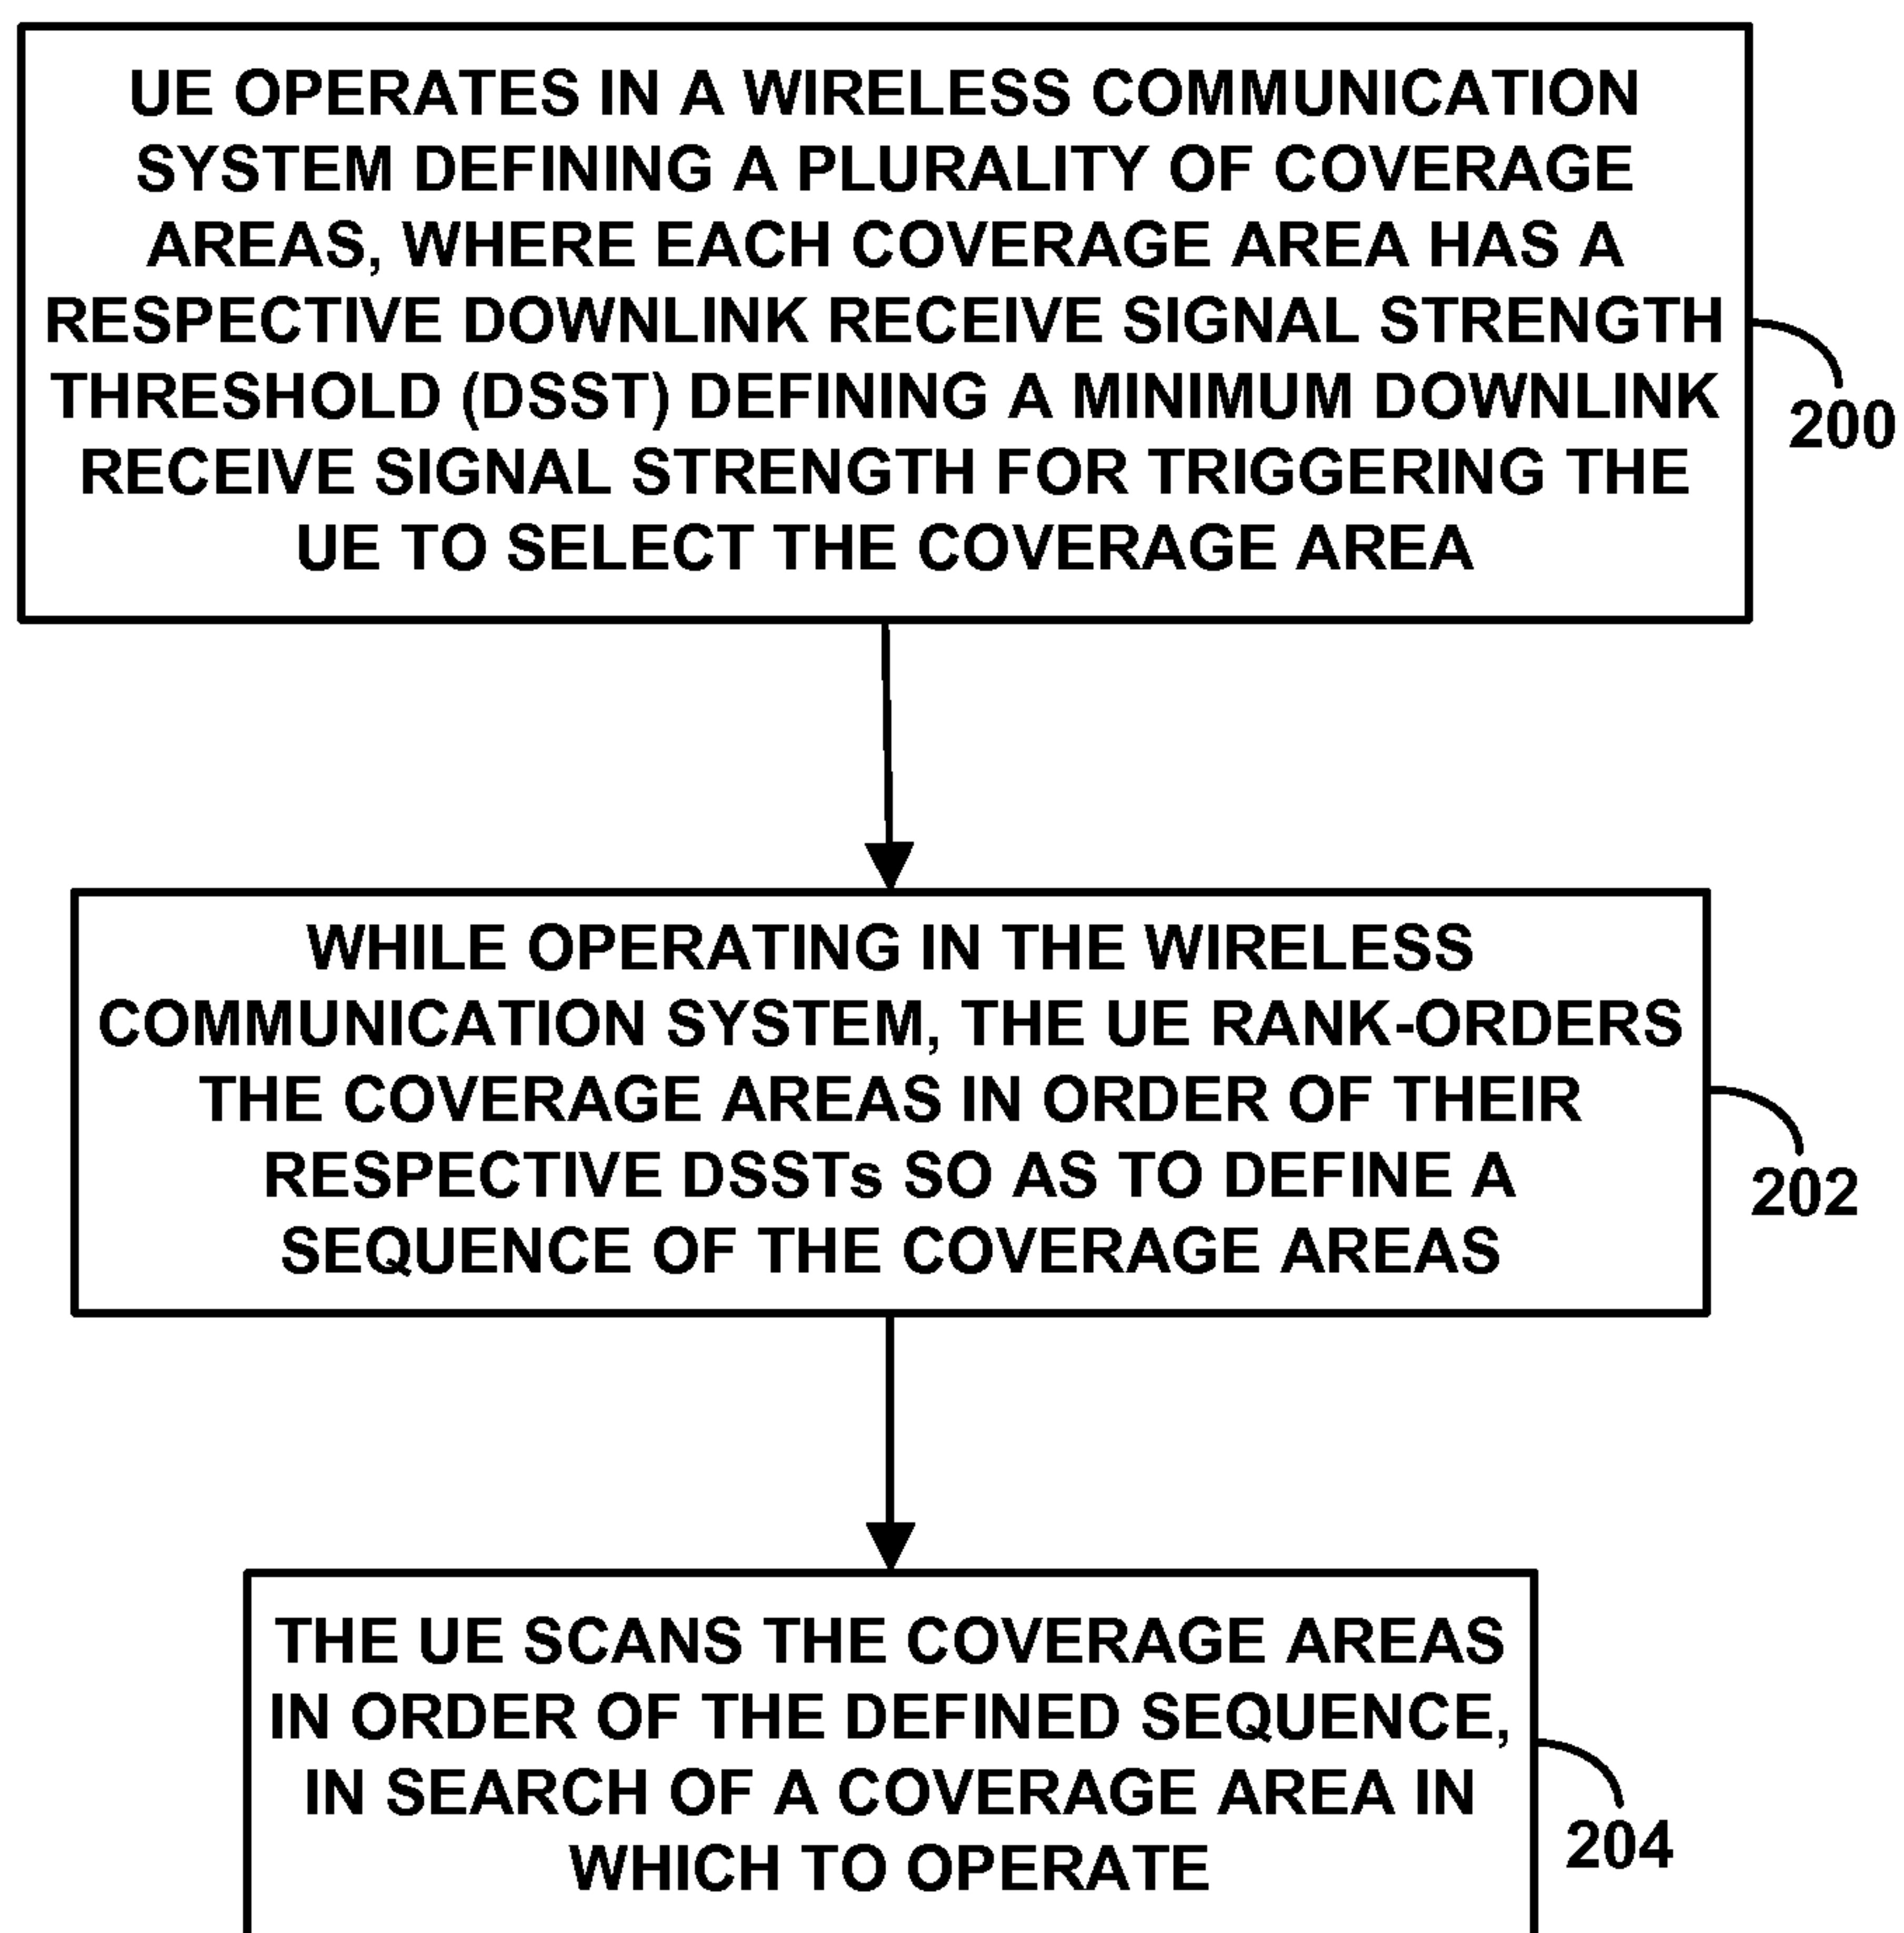 UE OPERATES IN A WIRELESS COMMUNICATION
SYSTEM DEFINING A PLURALITY OF COVERAGE
AREAS, WHERE EACH COVERAGE AREA HAS A
RESPECTIVE DOWNLINK RECEIVE SIGNAL STRENGTH
THRESHOLD (DSST) DEFINING A MINIMUM DOWNLINK
RECEIVE SIGNAL STRENGTH FOR TRIGGERING THE
UE TO SELECT THE COVERAGE AREA
200
WHILE OPERATING IN THE WIRELESS
COMMUNICATION SYSTEM, THE UE RANK-ORDERS
THE COVERAGE AREAS IN ORDER OF THEIR
RESPECTIVE DSSTs SO AS TO DEFINE A
SEQUENCE OF THE COVERAGE AREAS
202
THE UE SCANS THE COVERAGE AREAS
IN ORDER OF THE DEFINED SEQUENCE,
IN SEARCH OF A COVERAGE AREA IN
WHICH TO OPERATE
204